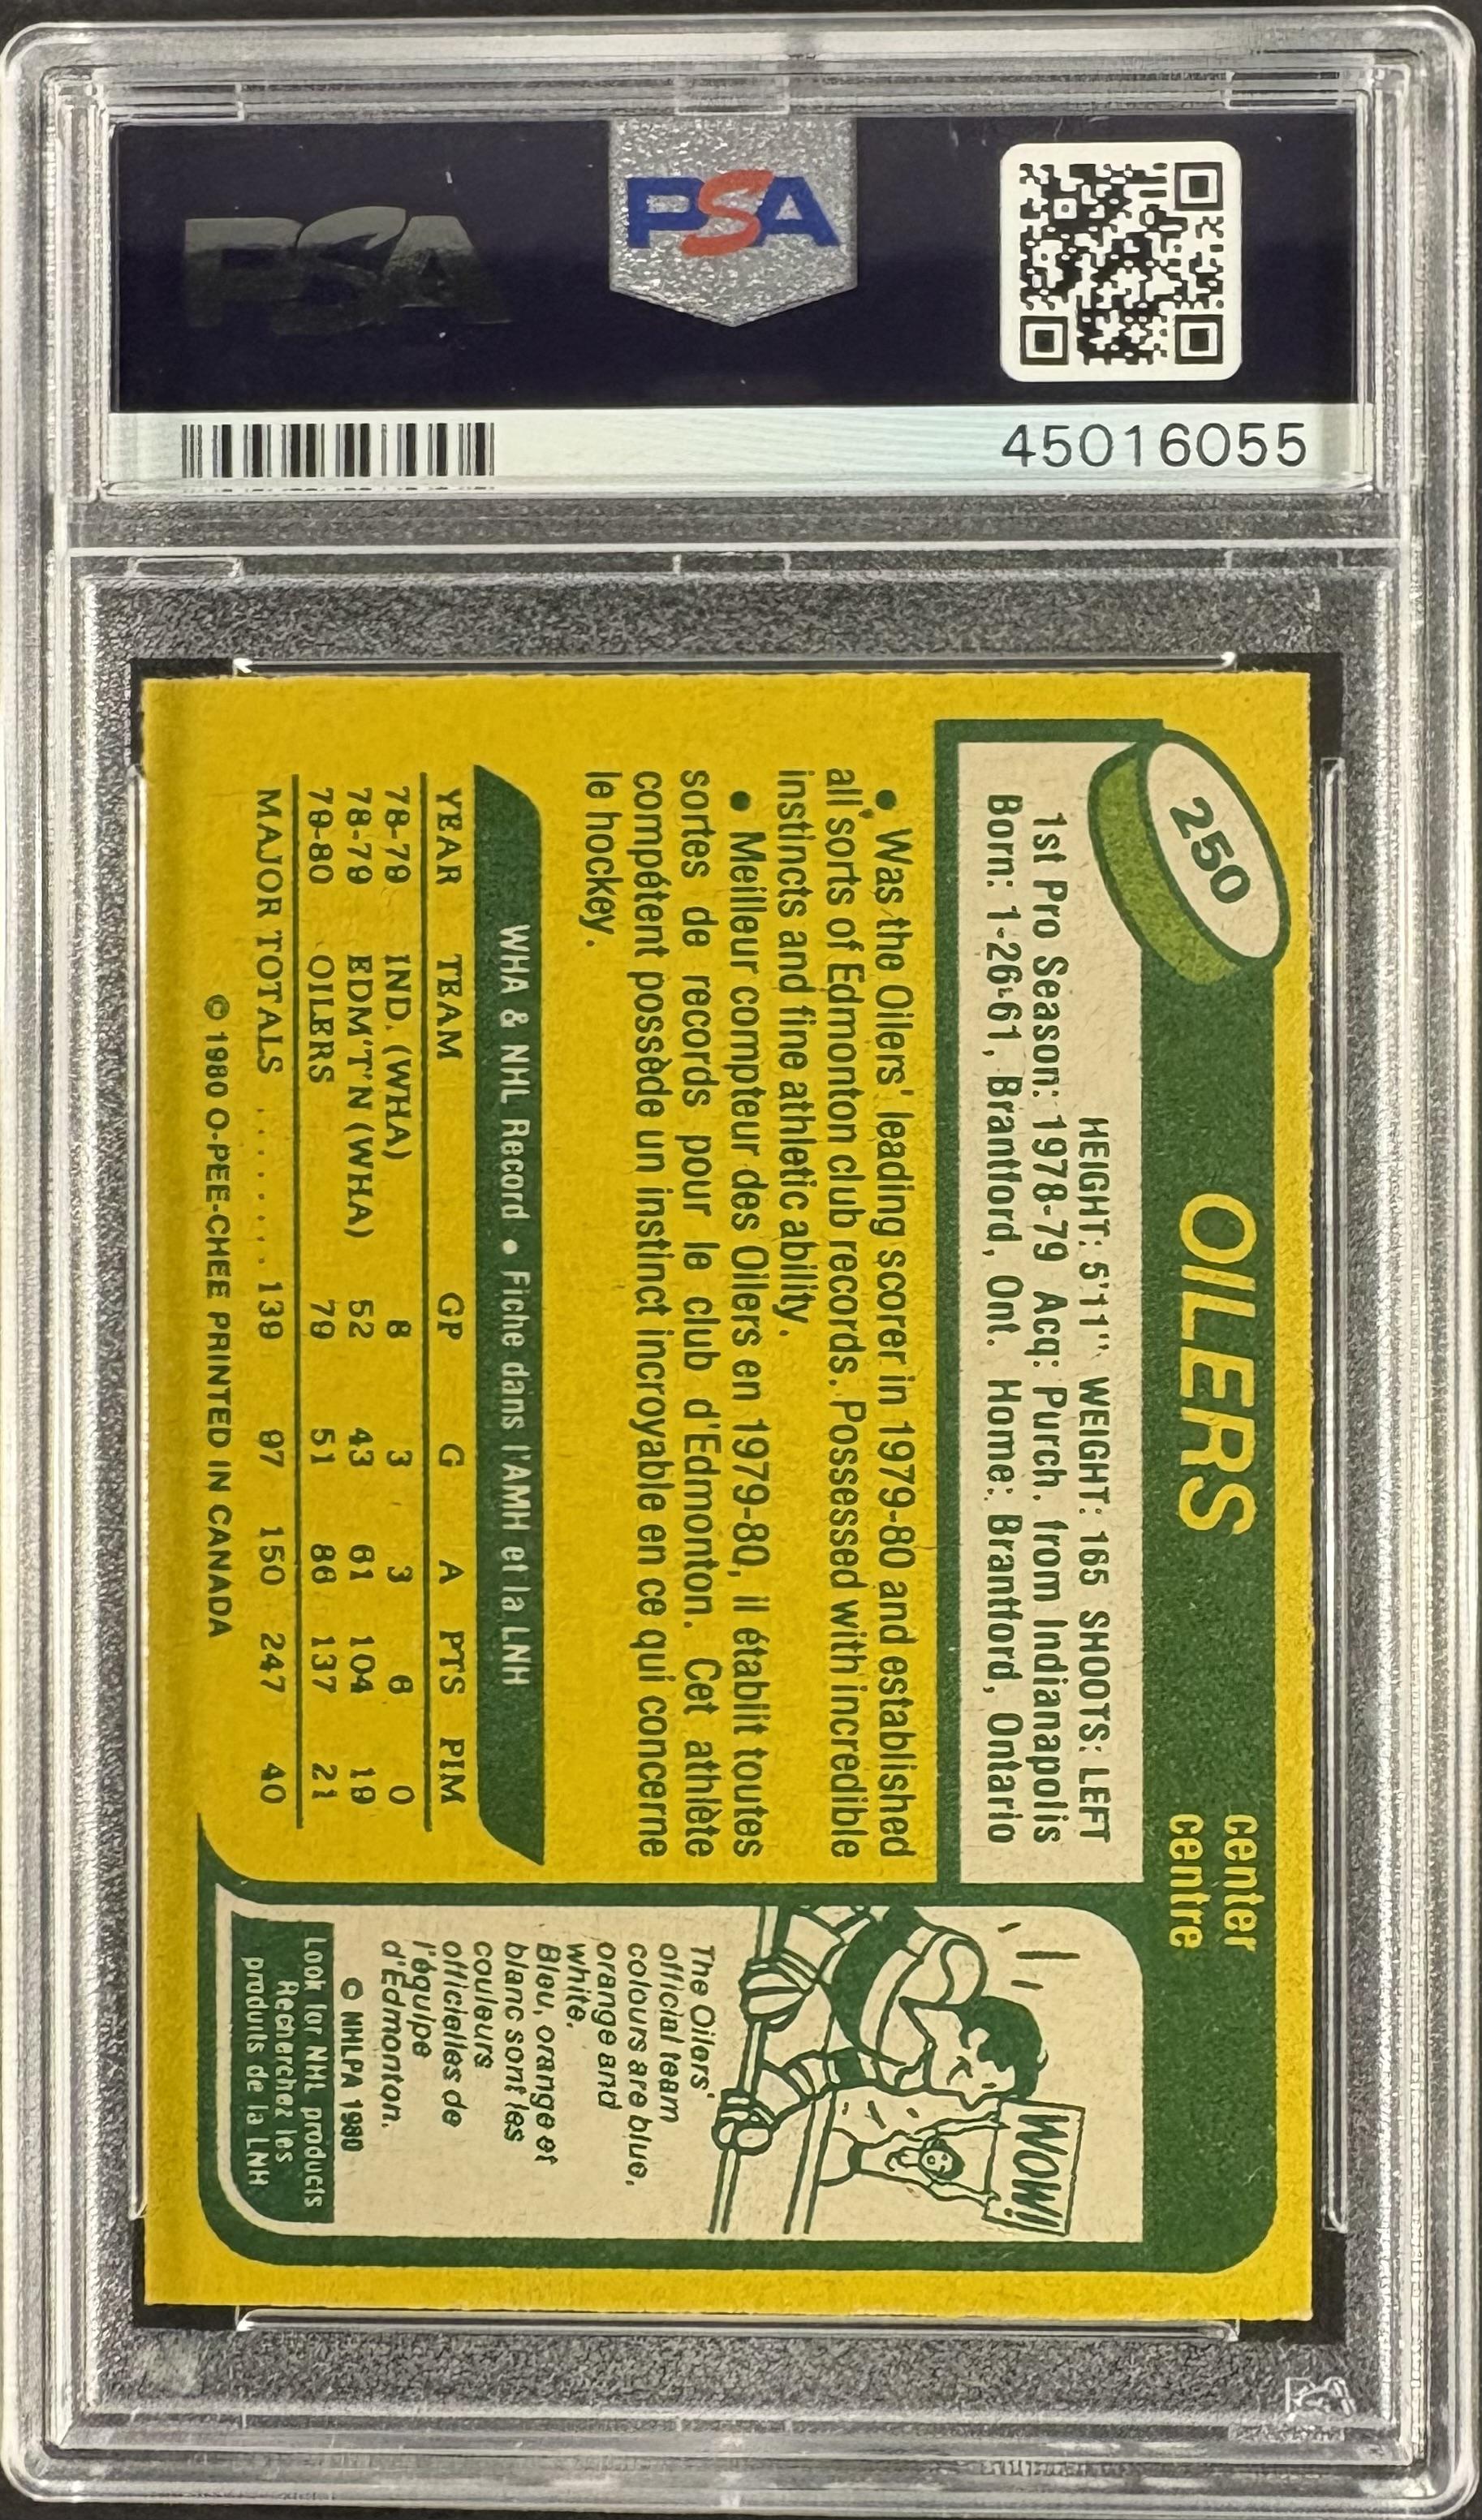 PSA
PSA
45016055
250
OILERS
center
centre
HEIGHT: 5'11" WEIGHT: 165 SHOOTS: LEFT
1st Pro Season: 1978-79 Acq: Purch. from Indianapolis
Born: 1-26-61, Brantford, Ont. Home: Brantford, Ontario
• Was the Oilers' leading scorer in 1979-80 and established
all sorts of Edmonton club records. Possessed with incredible
instincts and fine athletic ability.
• Meilleur compteur des Oilers en 1979-80, il établit toutes
sortes de records pour le club d'Edmonton. Cet athlète
compétent possède un instinct incroyable en ce qui concerne
le hockey.
WHA & NHL Record • Fiche dans l'AMH et la LNH
YEAR TEAM GP G A PTS PIM
78-79 IND. (WHA) 8 3 3 6 0
78-79 EDM'T'N (WHA) 52 43 61 104 19
79-80 OILERS 79 51 86 137 21
MAJOR TOTALS ........ 139 97 150 247 40
© 1980 O-PEE-CHEE PRINTED IN CANADA
WOW!
The Oilers'
official team
colours are blue,
orange and
white.
Bleu, orange et
blanc sont les
couleurs
officielles de
l'équipe
d'Edmonton.
© NHLPA 1980
Look for NHL products
Recherchez les
produits de la LNH
PSA